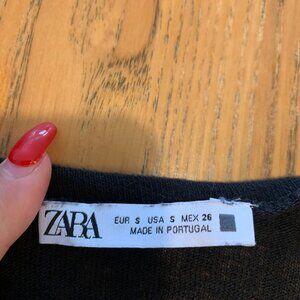 ZARA
EUR S USA S MEX 26
MADE IN PORTUGAL